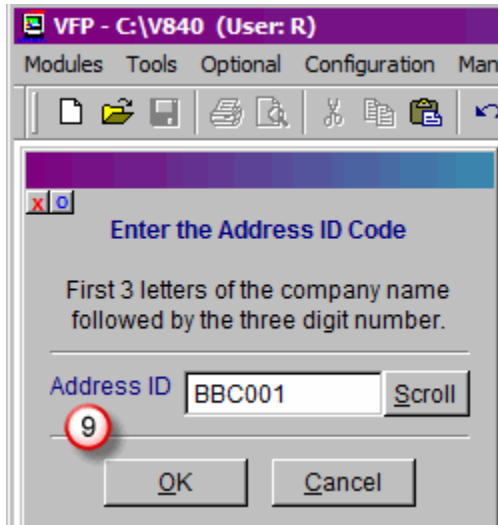 VFP - C:\V840 (User: R)
Modules Tools Optional Configuration Man
x o
Enter the Address ID Code
First 3 letters of the company name
followed by the three digit number.
Address ID BBC001 Scroll
9
OK Cancel